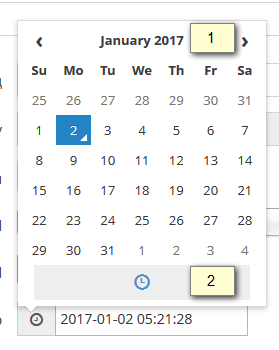 ‹ January 2017 1 ›
Su Mo Tu We Th Fr Sa
25 26 27 28 29 30 31
1 2 3 4 5 6 7
8 9 10 11 12 13 14
15 16 17 18 19 20 21
22 23 24 25 26 27 28
29 30 31 1 2 3 4
2
2017-01-02 05:21:28